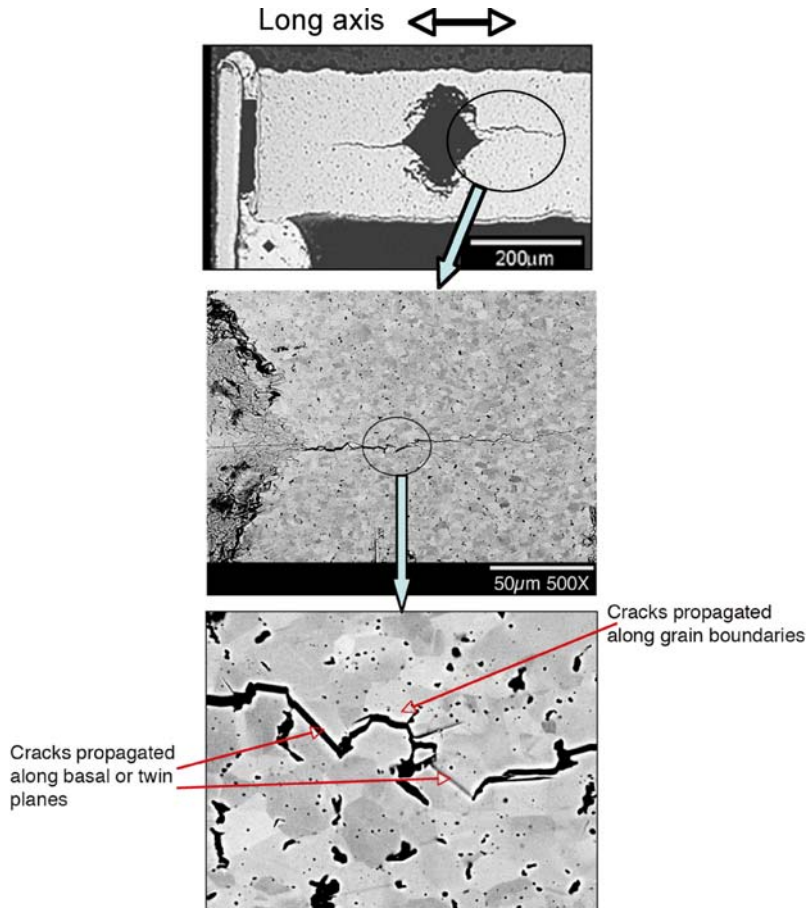 Long axis
200µm
50µm 500X
Cracks propagated
along grain boundaries
Cracks propagated
along basal or twin
planes